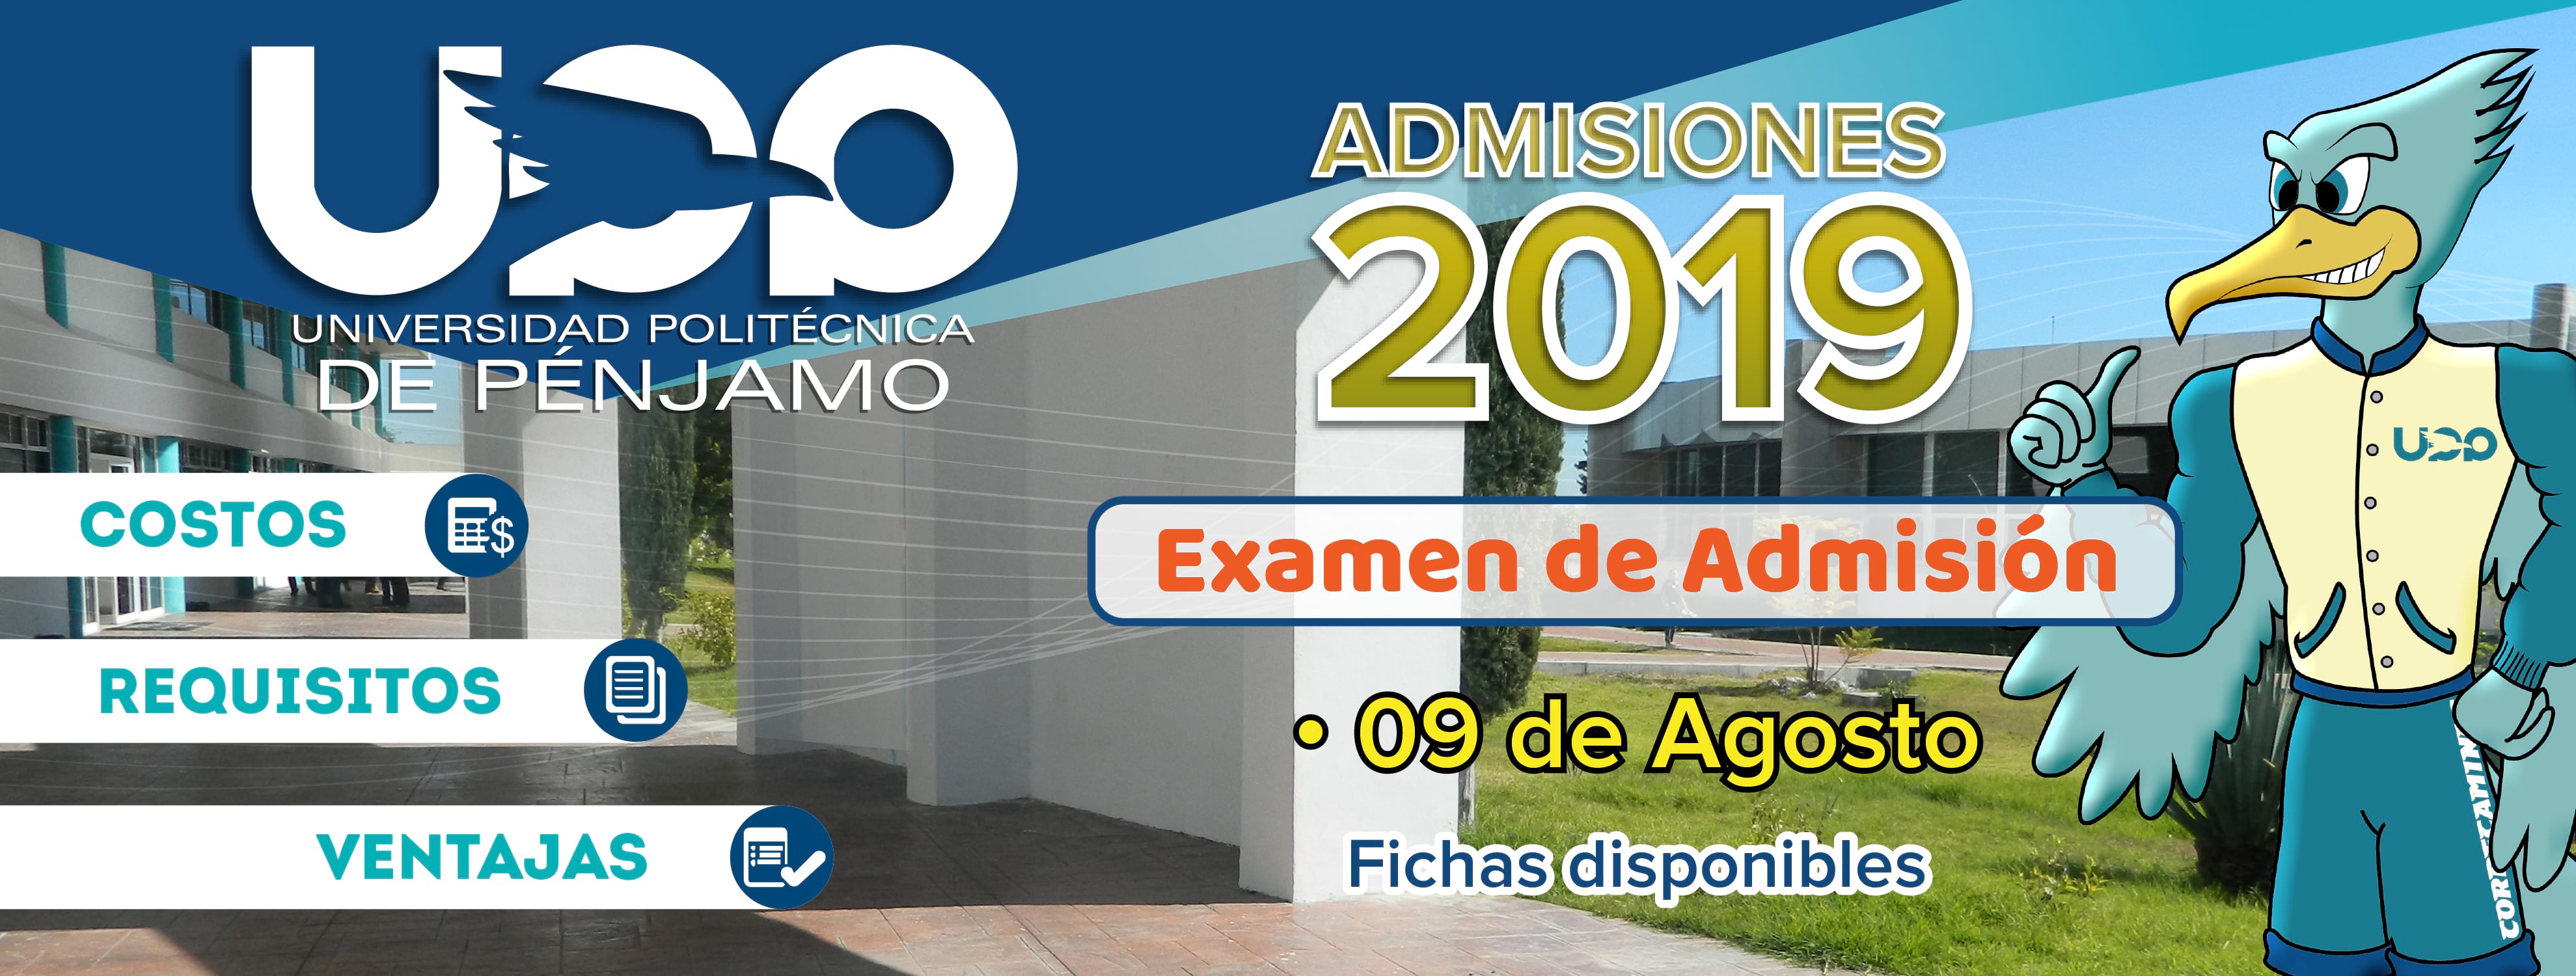 UPP
UNIVERSIDAD POLITÉCNICA
DE PÉNJAMO
COSTOS
REQUISITOS
VENTAJAS
ADMISIONES
2019
Examen de Admisión
• 09 de Agosto
Fichas disponibles
UPP